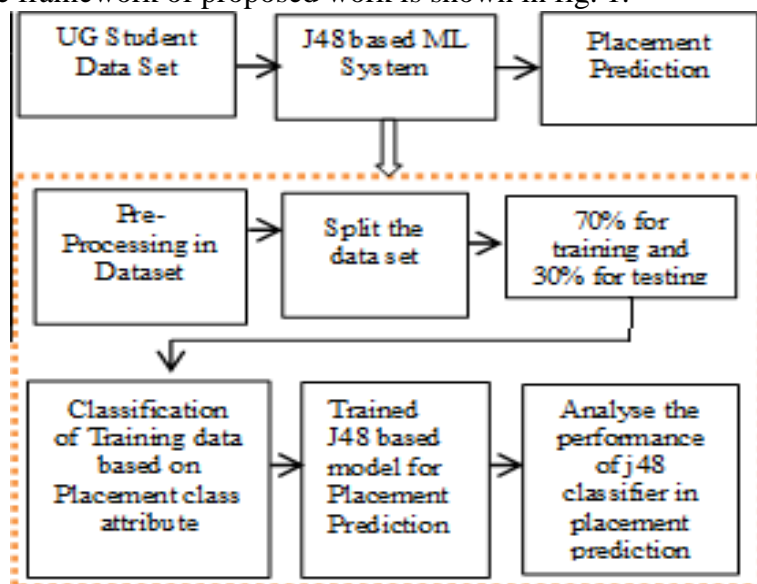 framework of proposed work is shown in fig. 1.
UG Student
Data Set
J48 based ML
System
Placement
Prediction
Pre-
Processing in
Dataset
Split the
data set
70% for
training and
30% for testing
Classification
of Training data
based on
Placement class
attribute
Trained
J48 based
model for
Placement
Prediction
Analyse the
performance
of j48
classifier in
placement
prediction